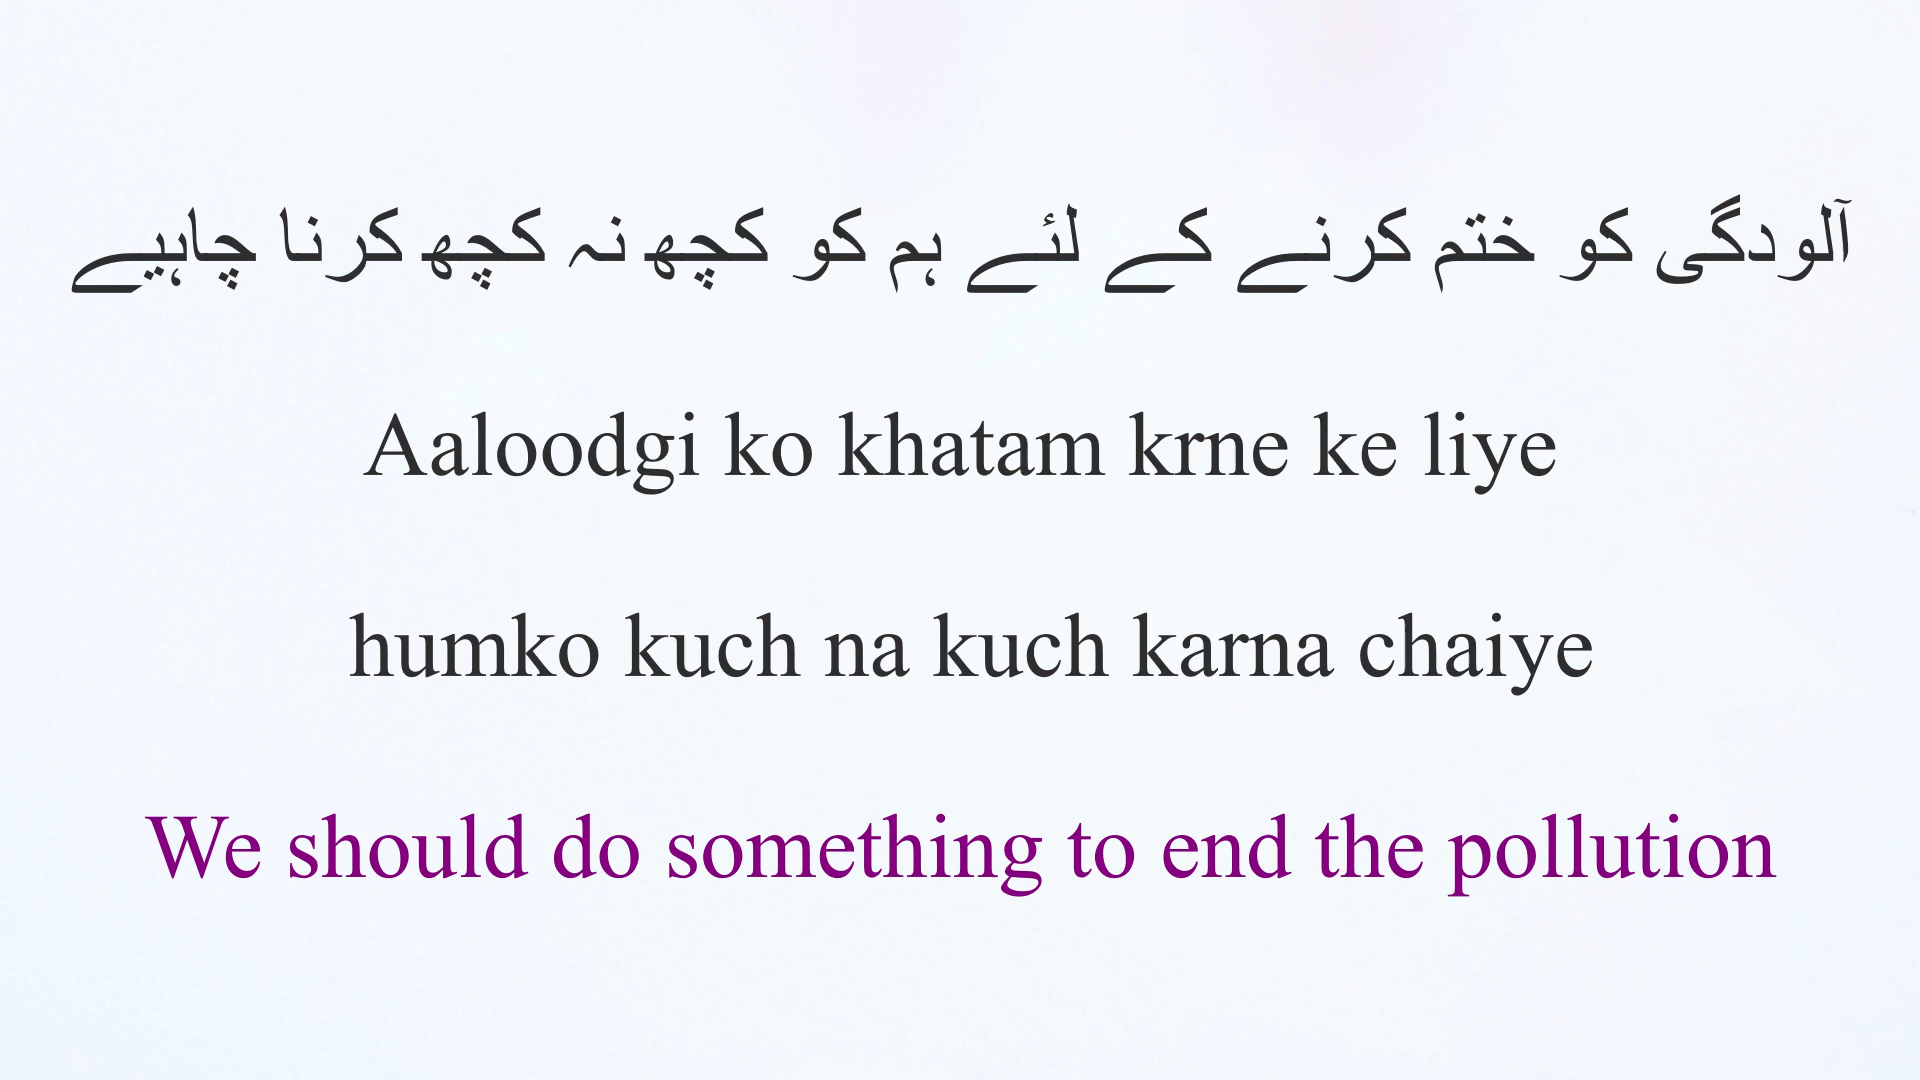 آلودگی کو ختم کرنے کے لئے ہم کو کچھ نہ کچھ کرنا چاہیے
Aaloodgi ko khatam krne ke liye
humko kuch na kuch karna chaiye
We should do something to end the pollution